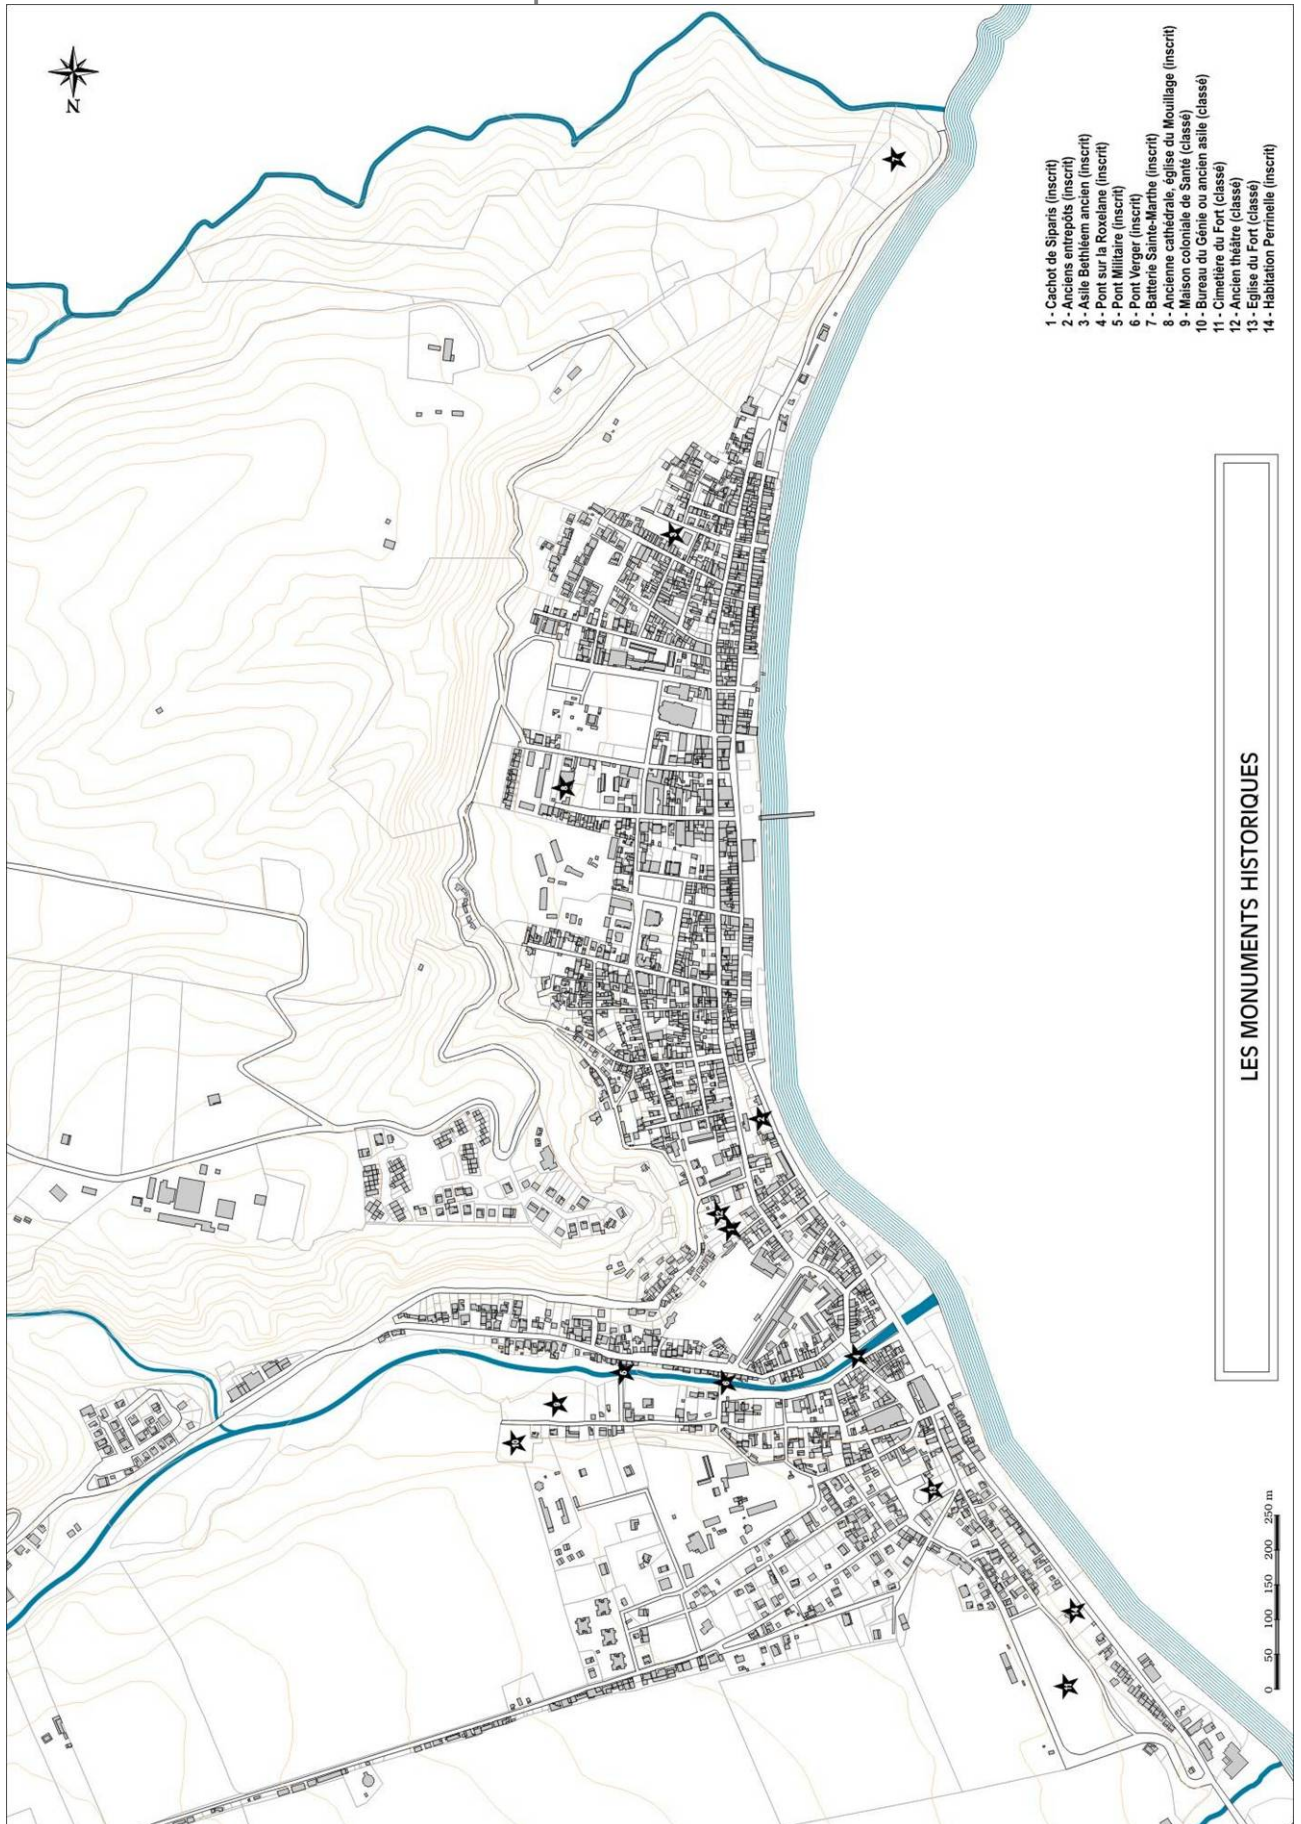 N
1 - Cachot de Siparis (inscrit)
2 - Anciens entrepôts (inscrit)
3 - Asile Bethléem ancien (inscrit)
4 - Pont sur la Roxelane (inscrit)
5 - Pont Militaire (inscrit)
6 - Pont Verger (inscrit)
7 - Batterie Sainte-Marthe (inscrit)
8 - Ancienne cathédrale, église du Mouillage (inscrit)
9 - Maison coloniale de Santé (classé)
10 - Bureau du Génie ou ancien asile (classé)
11 - Cimetière du Fort (classé)
12 - Ancien théâtre (classé)
13 - Eglise du Fort (classé)
14 - Habitation Perrinelle (inscrit)
LES MONUMENTS HISTORIQUES
0 50 100 150 200 250 m